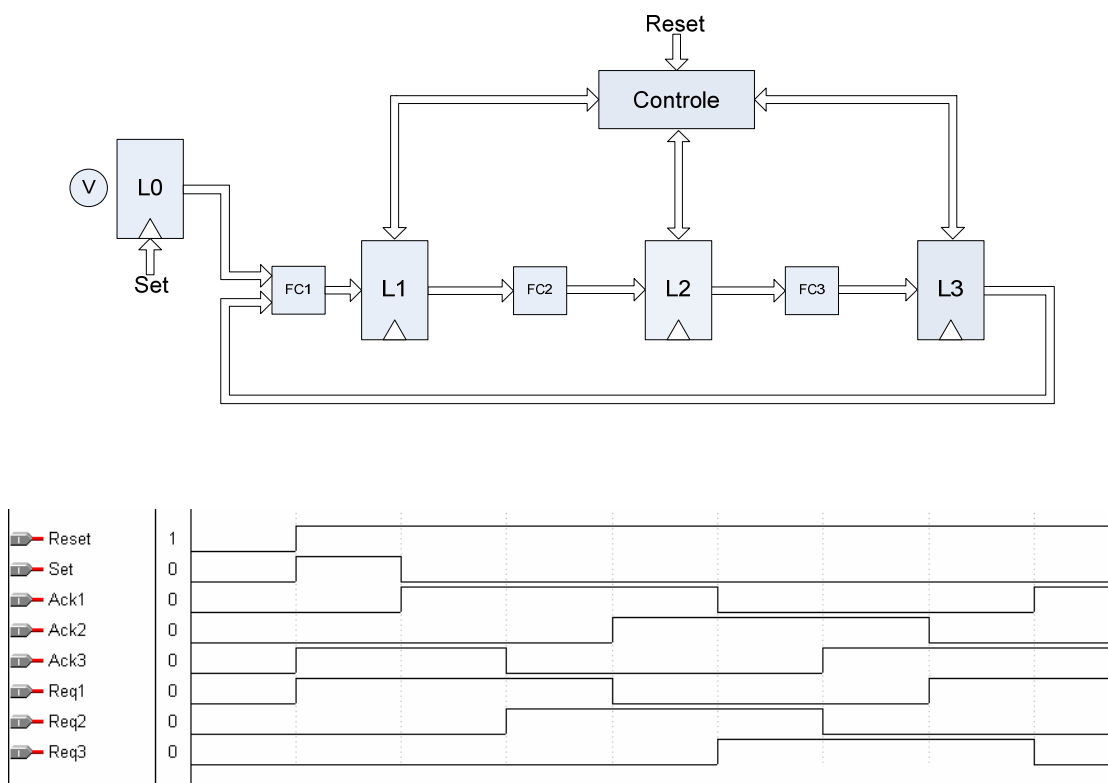 Reset
Controle
V
L0
Set
FC1
L1
FC2
L2
FC3
L3
Reset 1
Set 0
Ack1 0
Ack2 0
Ack3 0
Req1 0
Req2 0
Req3 0